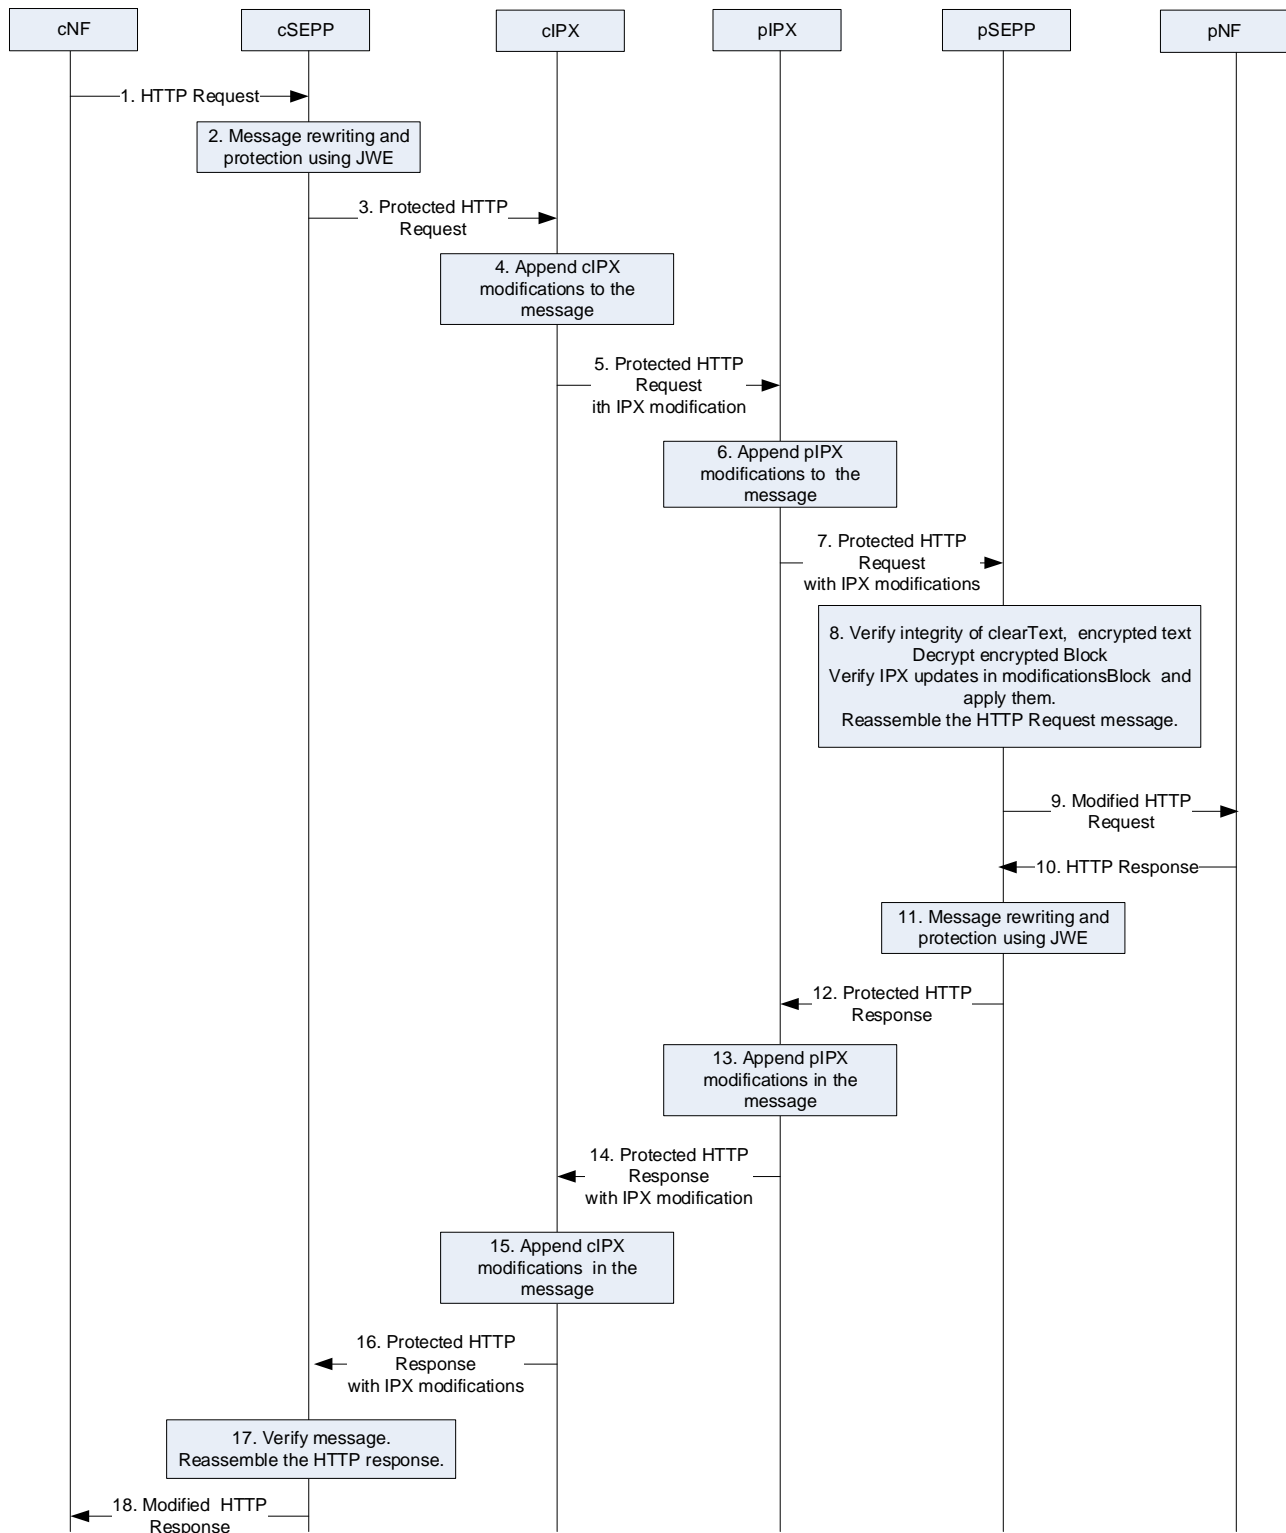 cNF
cSEPP
cIPX
pIPX
pSEPP
pNF
1. HTTP Request
2. Message rewriting and
protection using JWE
3. Protected HTTP
Request
4. Append cIPX
modifications to the
message
5. Protected HTTP
Request
ith IPX modification
6. Append pIPX
modifications to the
message
7. Protected HTTP
Request
with IPX modifications
8. Verify integrity of clearText, encrypted text
Decrypt encrypted Block
Verify IPX updates in modificationsBlock and
apply them.
Reassemble the HTTP Request message.
9. Modified HTTP
Request
10. HTTP Response
11. Message rewriting and
protection using JWE
12. Protected HTTP
Response
13. Append pIPX
modifications in the
message
14. Protected HTTP
Response
with IPX modification
15. Append cIPX
modifications in the
message
16. Protected HTTP
Response
with IPX modifications
17. Verify message.
Reassemble the HTTP response.
18. Modified HTTP
Response